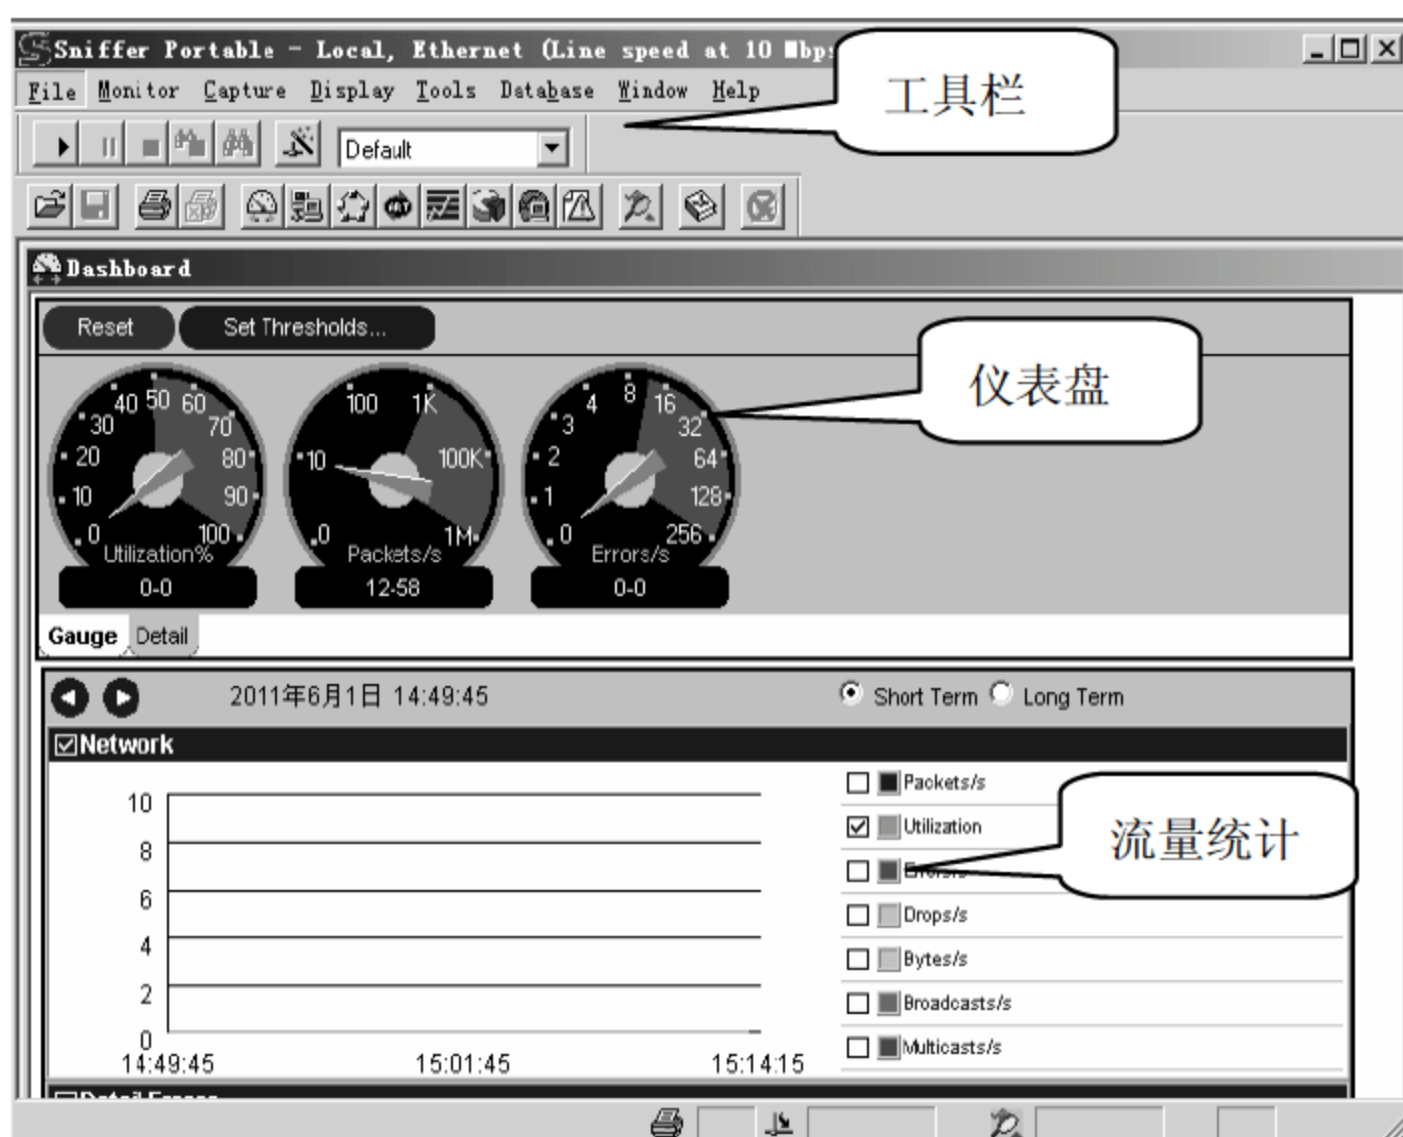 Sniffer Portable - Local, Ethernet (Line speed at 10 Mbps
工具栏
File Monitor Capture Display Tools Database Window Help
Default
Dashboard
Reset Set Thresholds...
仪表盘
0 10 20 30 40 50 60 70 80 90 100
Utilization%
0-0
0 10 100 1K 100K 1M
Packets/s
12-58
0 1 2 3 4 8 16 32 64 128 256
Errors/s
0-0
Gauge Detail
2011年6月1日 14:49:45
Short Term Long Term
Network
10
8
6
4
2
0
14:49:45 15:01:45 15:14:15
Packets/s
Utilization
Errors/s
Drops/s
Bytes/s
Broadcasts/s
Multicasts/s
流量统计
Detail Errors